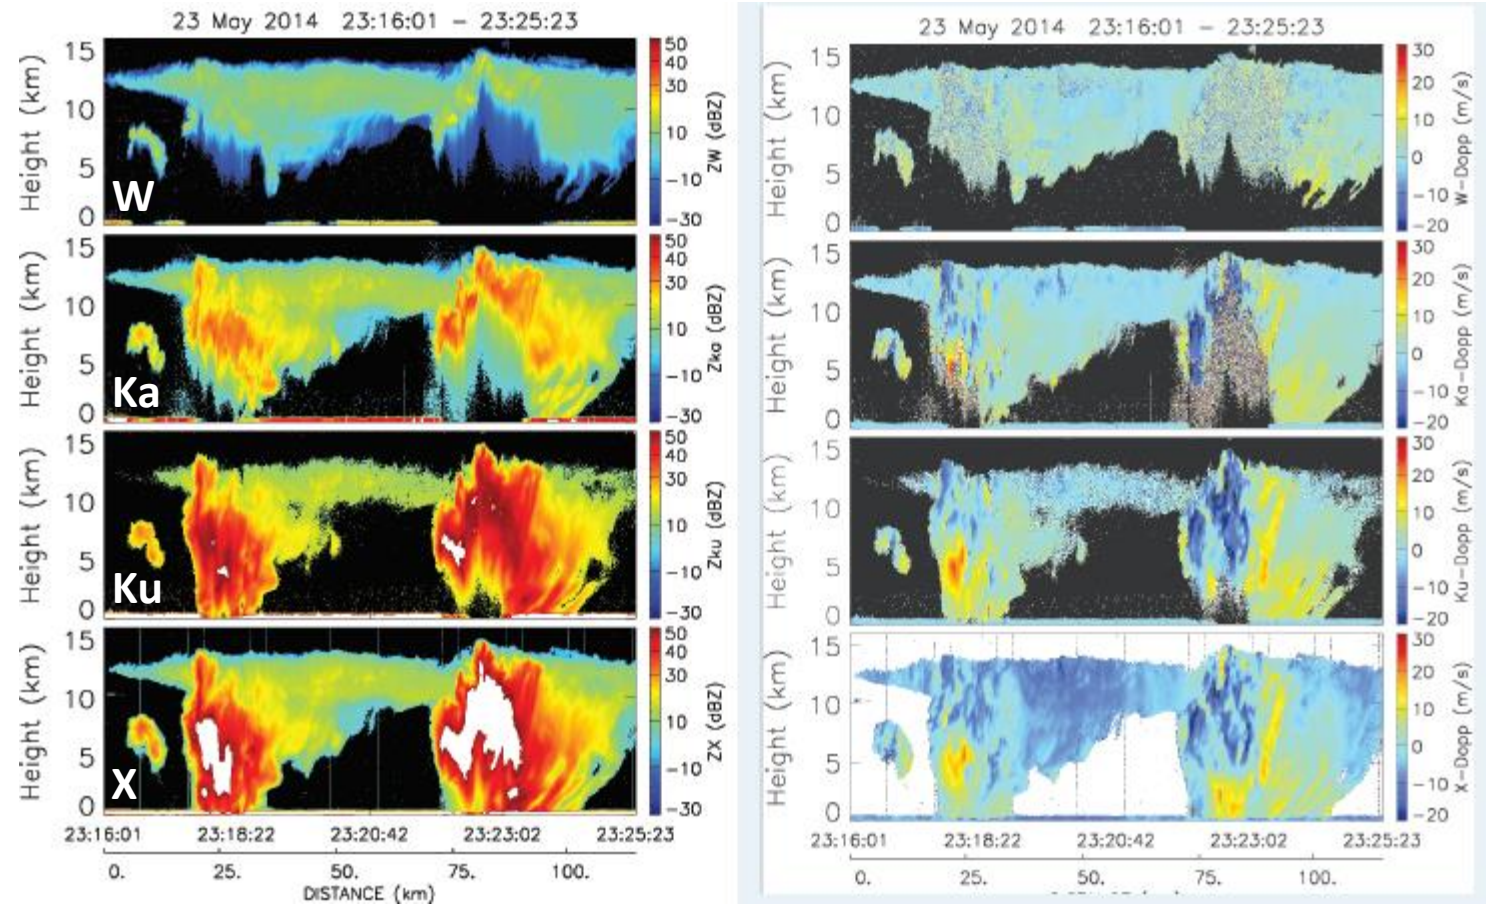 23 May 2014 23:16:01 – 23:25:23
15
10
5
0
Height (km)
W
50
40
30
10
−10
−30
ZW (dBZ)
15
10
5
0
Height (km)
Ka
50
40
30
10
−10
−30
Zka (dBZ)
15
10
5
0
Height (km)
Ku
50
40
30
10
−10
−30
Zku (dBZ)
15
10
5
0
Height (km)
X
50
40
30
10
−10
−30
ZX (dBZ)
23:16:01 23:18:22 23:20:42 23:23:02 23:25:23
0. 25. 50. 75. 100.
DISTANCE (km)
23 May 2014 23:16:01 – 23:25:23
15
10
5
0
Height (km)
30
20
10
0
−10
−20
W−Dopp (m/s)
15
10
5
0
Height (km)
30
20
10
0
−10
−20
Ka−Dopp (m/s)
15
10
5
0
Height (km)
30
20
10
0
−10
−20
Ku−Dopp (m/s)
15
10
5
0
Height (km)
30
20
10
0
−10
−20
X−Dopp (m/s)
23:16:01 23:18:22 23:20:42 23:23:02 23:25:23
0. 25. 50. 75. 100.